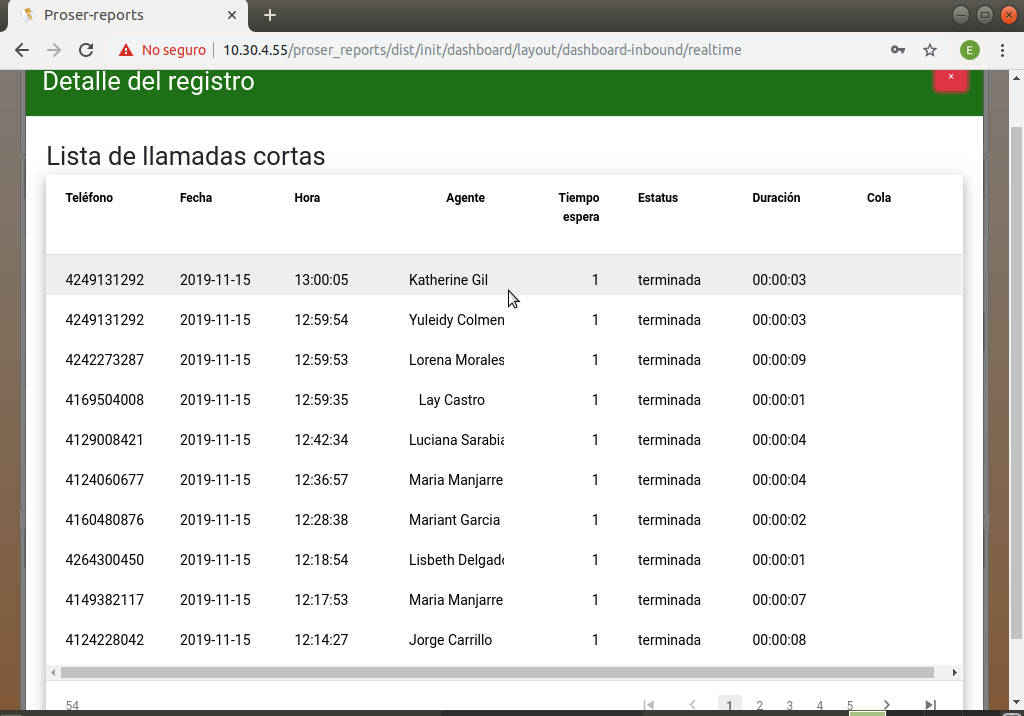 Proser-reports
No seguro
10.30.4.55/proser_reports/dist/init/dashboard/layout/dashboard-inbound/realtime
E
Detalle del registro
×
Lista de llamadas cortas
Teléfono Fecha Hora Agente Tiempo espera Estatus Duración Cola
4249131292 2019-11-15 13:00:05 Katherine Gil 1 terminada 00:00:03
4249131292 2019-11-15 12:59:54 Yuleidy Colmen 1 terminada 00:00:03
4242273287 2019-11-15 12:59:53 Lorena Morales 1 terminada 00:00:09
4169504008 2019-11-15 12:59:35 Lay Castro 1 terminada 00:00:01
4129008421 2019-11-15 12:42:34 Luciana Sarabia 1 terminada 00:00:04
4124060677 2019-11-15 12:36:57 Maria Manjarre 1 terminada 00:00:04
4160480876 2019-11-15 12:28:38 Mariant Garcia 1 terminada 00:00:02
4264300450 2019-11-15 12:18:54 Lisbeth Delgado 1 terminada 00:00:01
4149382117 2019-11-15 12:17:53 Maria Manjarre 1 terminada 00:00:07
4124228042 2019-11-15 12:14:27 Jorge Carrillo 1 terminada 00:00:08
54 1 2 3 4 5